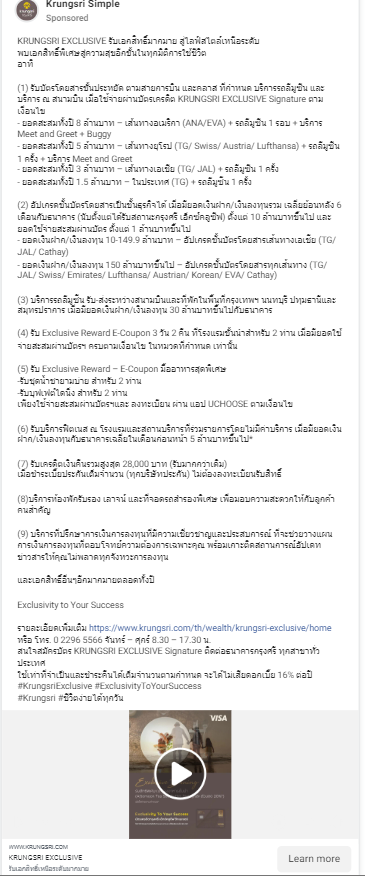 Krungsri Simple
Sponsored
KRUNGSRI EXCLUSIVE รับเอกสิทธิ์มากมาย สู่ไลฟ์สไตล์เหนือระดับ
พบเอกสิทธิ์พิเศษสู่ความสุขอีกขั้นในทุกมิติการใช้ชีวิต
อาทิ
(1) รับบัตรโดยสารชั้นประหยัด ตามสายการบิน และคลาส ที่กำหนด บริการรถลีมูซีน และ
บริการ ณ สนามบิน เมื่อใช้จ่ายผ่านบัตรเครดิต KRUNGSRI EXCLUSIVE Signature ตาม
เงื่อนไข
- ยอดสะสมทั้งปี 8 ล้านบาท – เส้นทางอเมริกา (ANA/EVA) + รถลีมูซีน 1 รอบ + บริการ
Meet and Greet + Buggy
- ยอดสะสมทั้งปี 5 ล้านบาท – เส้นทางยุโรป (TG/ Swiss/ Austria/ Lufthansa) + รถลีมูซีน
1 ครั้ง + บริการ Meet and Greet
- ยอดสะสมทั้งปี 3 ล้านบาท – เส้นทางเอเชีย (TG/ JAL) + รถลีมูซีน 1 ครั้ง
- ยอดสะสมทั้งปี 1.5 ล้านบาท – ในประเทศ (TG) + รถลีมูซีน 1 ครั้ง
(2) อัปเกรดชั้นบัตรโดยสารเป็นชั้นธุรกิจได้ เมื่อมียอดเงินฝาก/เงินลงทุนรวม เฉลี่ยย้อนหลัง 6
เดือนกับธนาคาร (นับตั้งแต่ได้รับสถานะกรุงศรี เอ็กซ์คลูซีฟ) ตั้งแต่ 10 ล้านบาทขึ้นไป และ
ยอดใช้จ่ายสะสมผ่านบัตร ตั้งแต่ 1 ล้านบาทขึ้นไป
- ยอดเงินฝาก/เงินลงทุน 10-149.9 ล้านบาท – อัปเกรดชั้นบัตรโดยสารเส้นทางเอเชีย (TG/
JAL/ Cathay)
- ยอดเงินฝาก/เงินลงทุน 150 ล้านบาทขึ้นไป – อัปเกรดชั้นบัตรโดยสารทุกเส้นทาง (TG/
JAL/ Swiss/ Emirates/ Lufthansa/ Austrian/ Korean/ EVA/ Cathay)
(3) บริการรถลีมูซีน รับ-ส่งระหว่างสนามบินและที่พักในพื้นที่กรุงเทพฯ นนทบุรี ปทุมธานีและ
สมุทรปราการ เมื่อมียอดเงินฝาก/เงินลงทุน 30 ล้านบาทขึ้นไปกับธนาคาร
(4) รับ Exclusive Reward E-Coupon 3 วัน 2 คืน ที่โรงแรมชั้นนำสำหรับ 2 ท่าน เมื่อมียอดใช้
จ่ายสะสมผ่านบัตรฯ ครบตามเงื่อนไข ในหมวดที่กำหนด เท่านั้น
(5) รับ Exclusive Reward – E-Coupon มื้ออาหารสุดพิเศษ
-รับชุดน้ำชายามบ่าย สำหรับ 2 ท่าน
-รับบุฟเฟต์ไดนิ่ง สำหรับ 2 ท่าน
เพียงใช้จ่ายสะสมผ่านบัตรฯและ ลงทะเบียน ผ่าน แอป UCHOOSE ตามเงื่อนไข
(6) รับบริการฟิตเนส ณ โรงแรมและสถานบริการที่ร่วมรายการโดยไม่มีค่าบริการ เมื่อมียอดเงิน
ฝาก/เงินลงทุนกับธนาคารเฉลี่ยในเดือนก่อนหน้า 5 ล้านบาทขึ้นไป*
(7) รับเครดิตเงินคืนรวมสูงสุด 28,000 บาท (รับมากกว่าเดิม)
เมื่อชำระเบี้ยประกันเต็มจำนวน (ทุกบริษัทประกัน) ไม่ต้องลงทะเบียนรับสิทธิ์
(8)บริการห้องพักรับรอง เลาจน์ และที่จอดรถสำรองพิเศษ เพื่อมอบความสะดวกให้กับลูกค้า
คนสำคัญ
(9) บริการที่ปรึกษาการเงินการลงทุนที่มีความเชี่ยวชาญและประสบการณ์ ที่จะช่วยวางแผน
การเงินการลงทุนที่ตอบโจทย์ความต้องการเฉพาะคุณ พร้อมเกาะติดสถานการณ์อัปเดท
ข่าวสารให้คุณไม่พลาดทุกจังหวะการลงทุน
และเอกสิทธิ์อื่นๆอีกมากมายตลอดทั้งปี
Exclusivity to Your Success
รายละเอียดเพิ่มเติม https://www.krungsri.com/th/wealth/krungsri-exclusive/home
หรือ โทร. 0 2296 5566 จันทร์ – ศุกร์ 8.30 – 17.30 น.
สนใจสมัครบัตร KRUNGSRI EXCLUSIVE Signature ติดต่อธนาคารกรุงศรี ทุกสาขาทั่ว
ประเทศ
ใช้เท่าที่จำเป็นและชำระคืนได้เต็มจำนวนตามกำหนด จะได้ไม่เสียดอกเบี้ย 16% ต่อปี
#KrungsriExclusive #ExclusivityToYourSuccess
#Krungsri #ชีวิตง่ายได้ทุกวัน
VISA
Exclusivity To Your Success
WWW.KRUNGSRI.COM
KRUNGSRI EXCLUSIVE
รับเอกสิทธิ์เหนือระดับมากมาย
Learn more